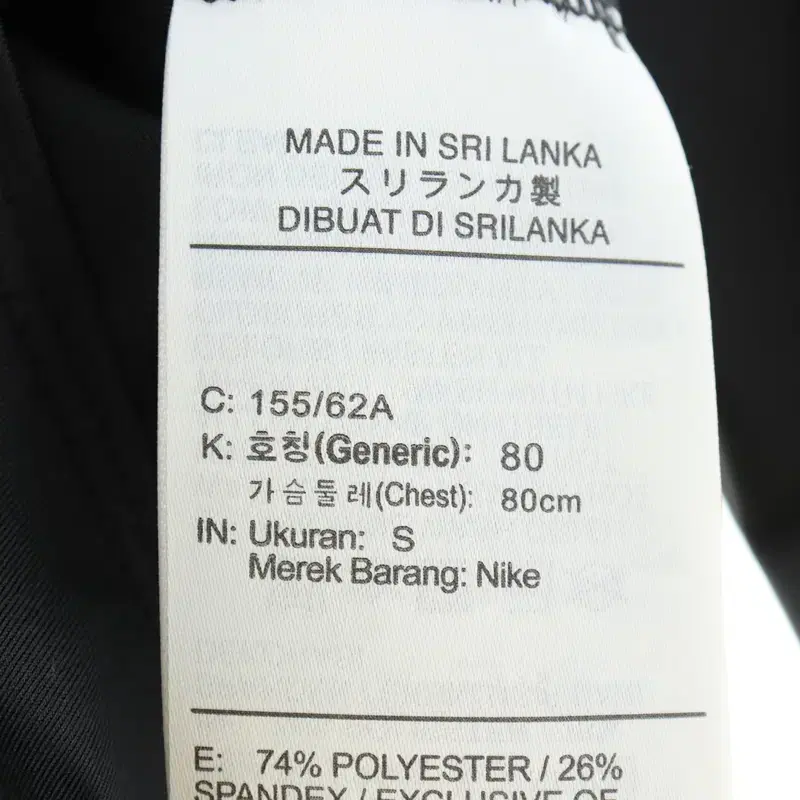 MADE IN SRI LANKA
スリランカ製
DIBUAT DI SRILANKA
C: 155/62A
K: 호칭(Generic): 80
가슴둘레(Chest): 80cm
IN: Ukuran: S
Merek Barang: Nike
E: 74% POLYESTER / 26%
SPANDEX / EXCLUSIVE OF